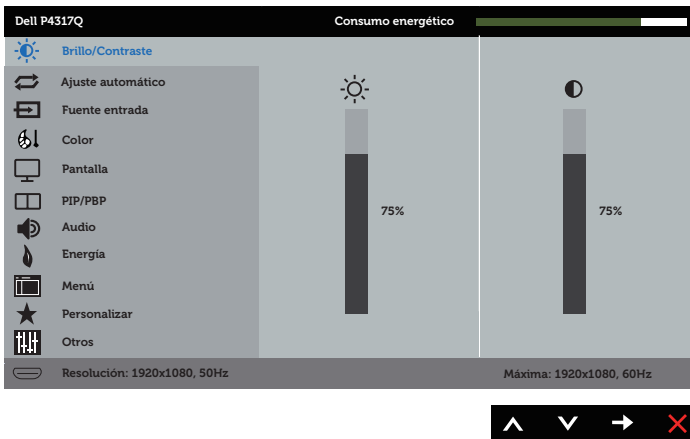 Dell P4317Q Consumo energético
Brillo/Contraste
Ajuste automático
Fuente entrada
Color
Pantalla
PIP/PBP
75% 75%
Audio
Energía
Menú
Personalizar
Otros
Resolución: 1920x1080, 50Hz Máxima: 1920x1080, 60Hz